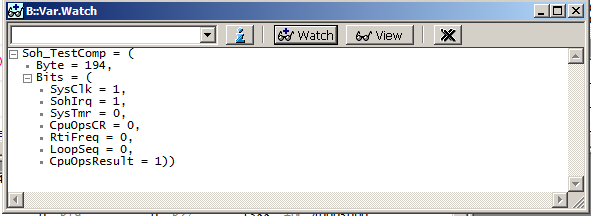 B::Var.Watch
Watch
View
Soh_TestComp = (
Byte = 194,
Bits = (
SysClk = 1,
SohIrq = 1,
SysTmr = 0,
CpuOpsCR = 0,
RtiFreq = 0,
LoopSeq = 0,
CpuOpsResult = 1))